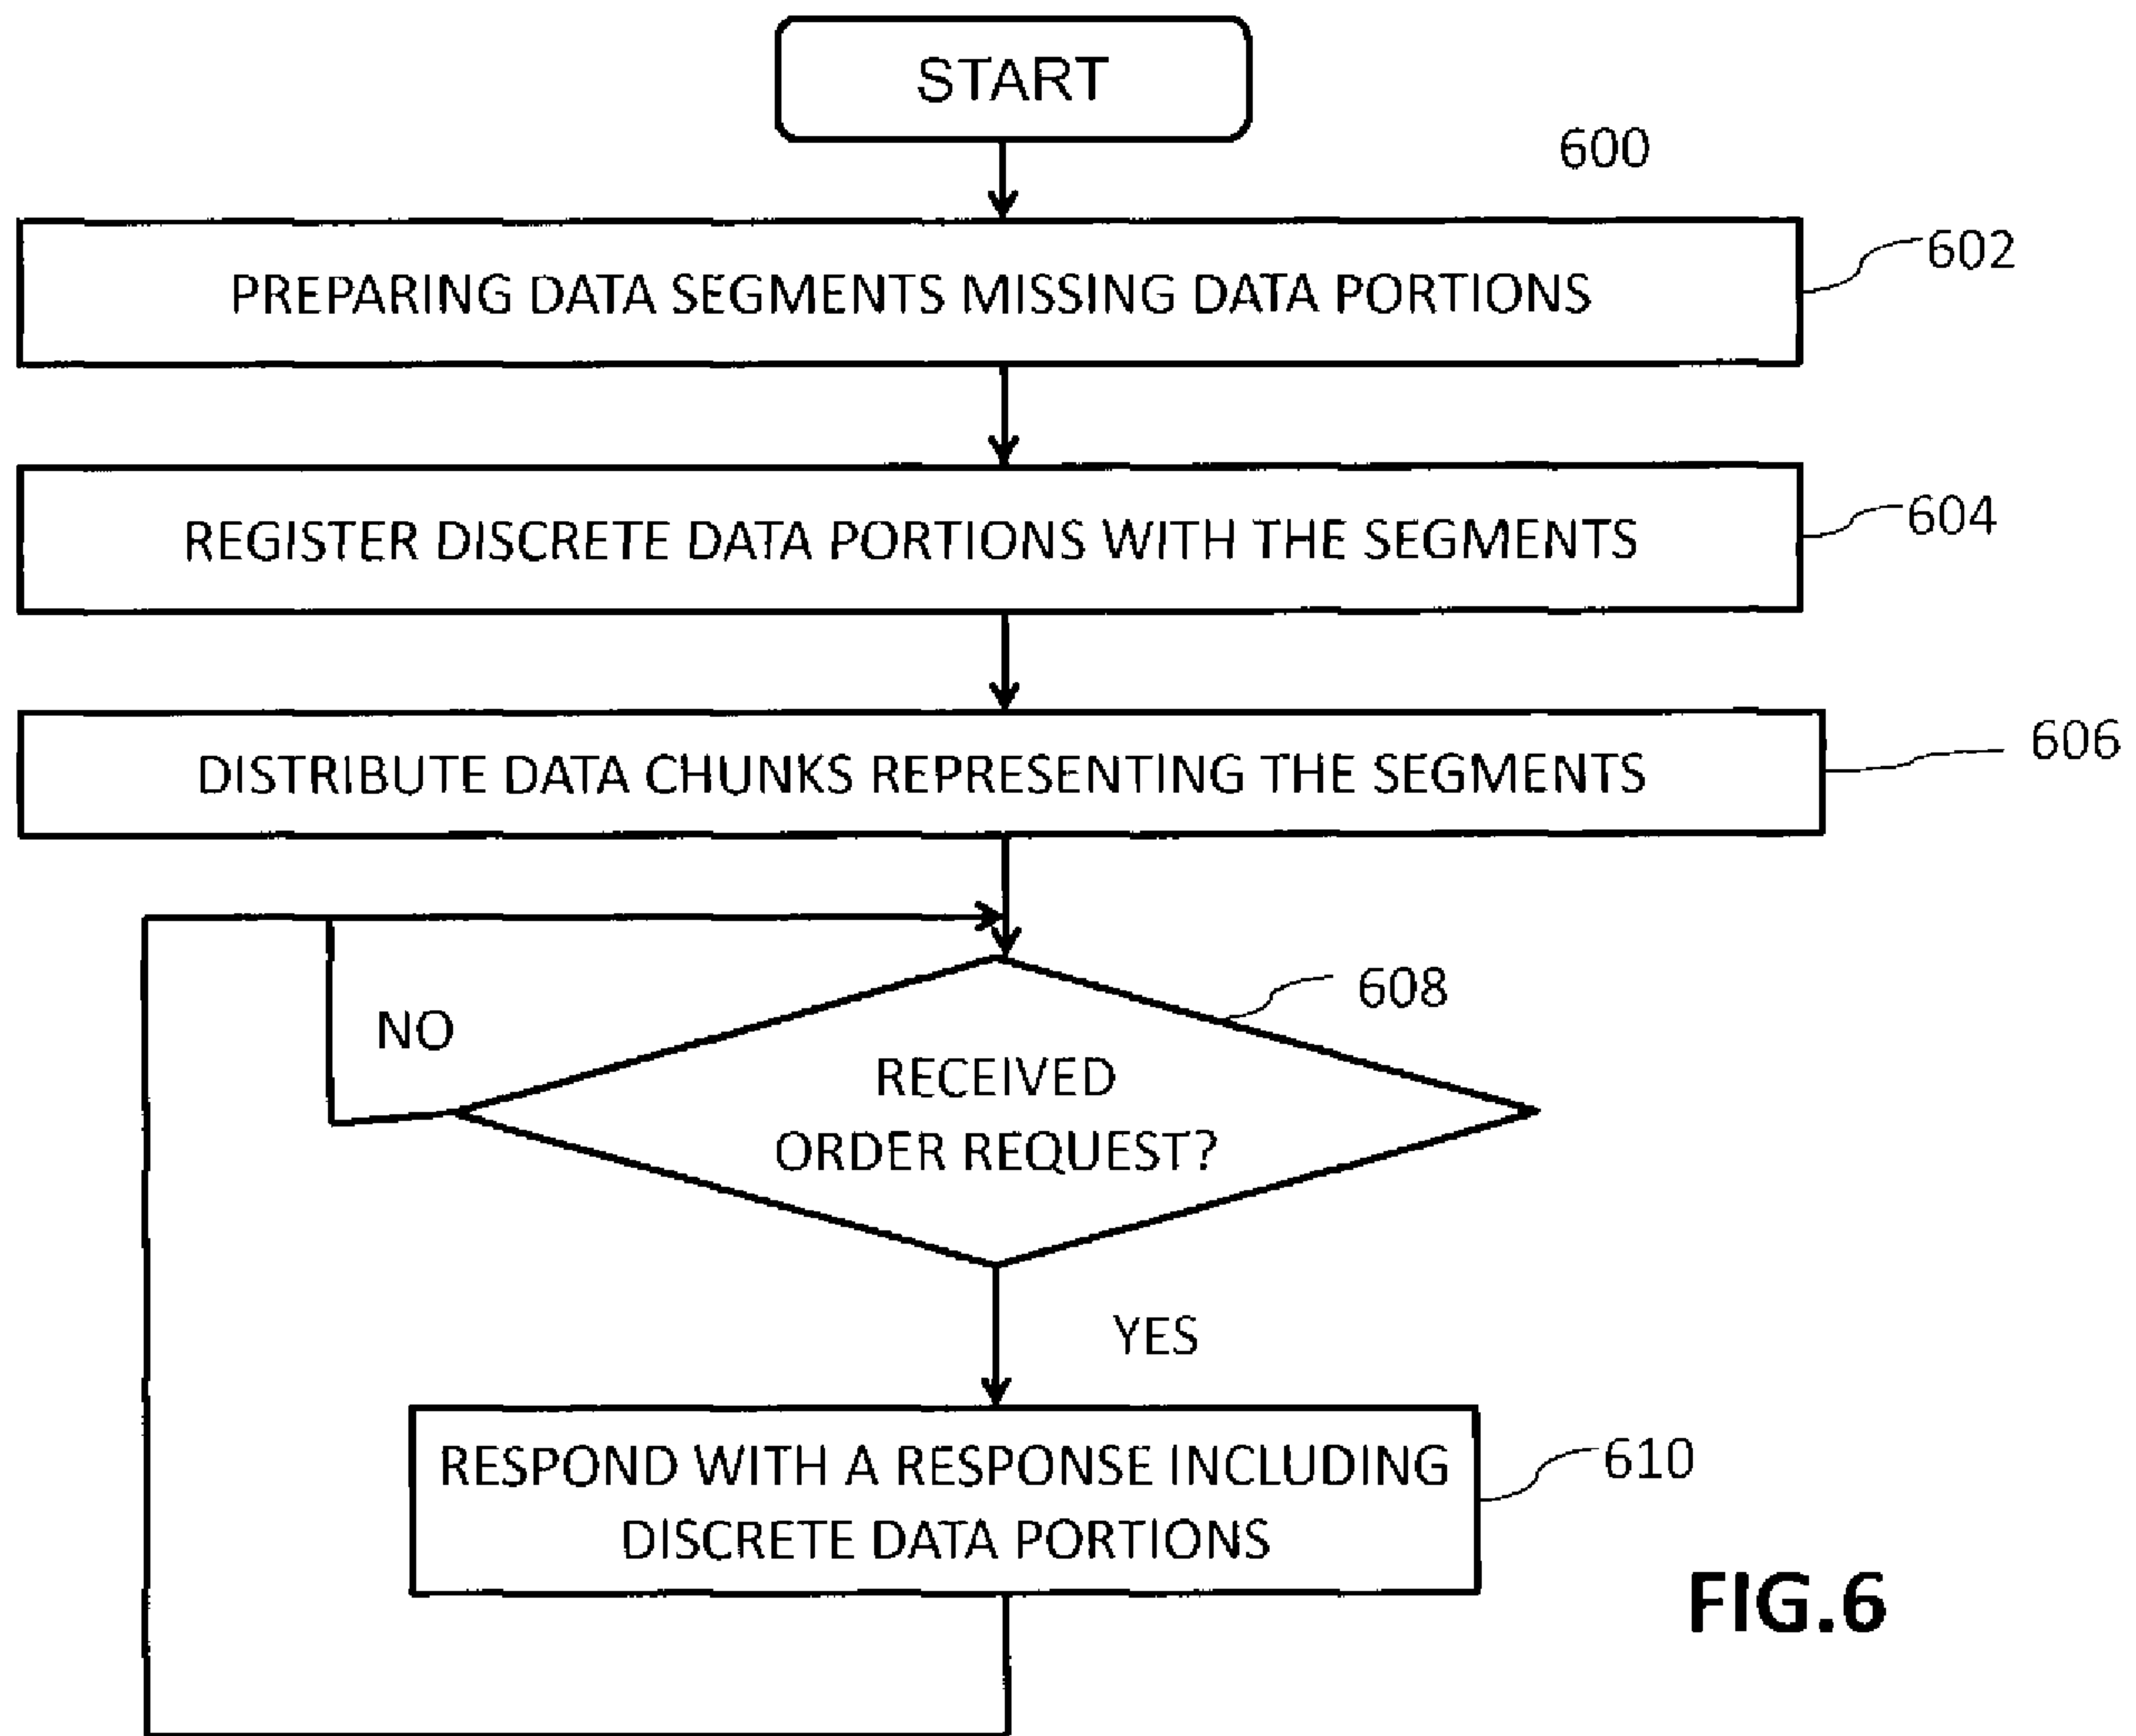 START
600
PREPARING DATA SEGMENTS MISSING DATA PORTIONS
602
REGISTER DISCRETE DATA PORTIONS WITH THE SEGMENTS
604
DISTRIBUTE DATA CHUNKS REPRESENTING THE SEGMENTS
606
608
NO
RECEIVED
ORDER REQUEST?
YES
RESPOND WITH A RESPONSE INCLUDING
DISCRETE DATA PORTIONS
610
FIG.6